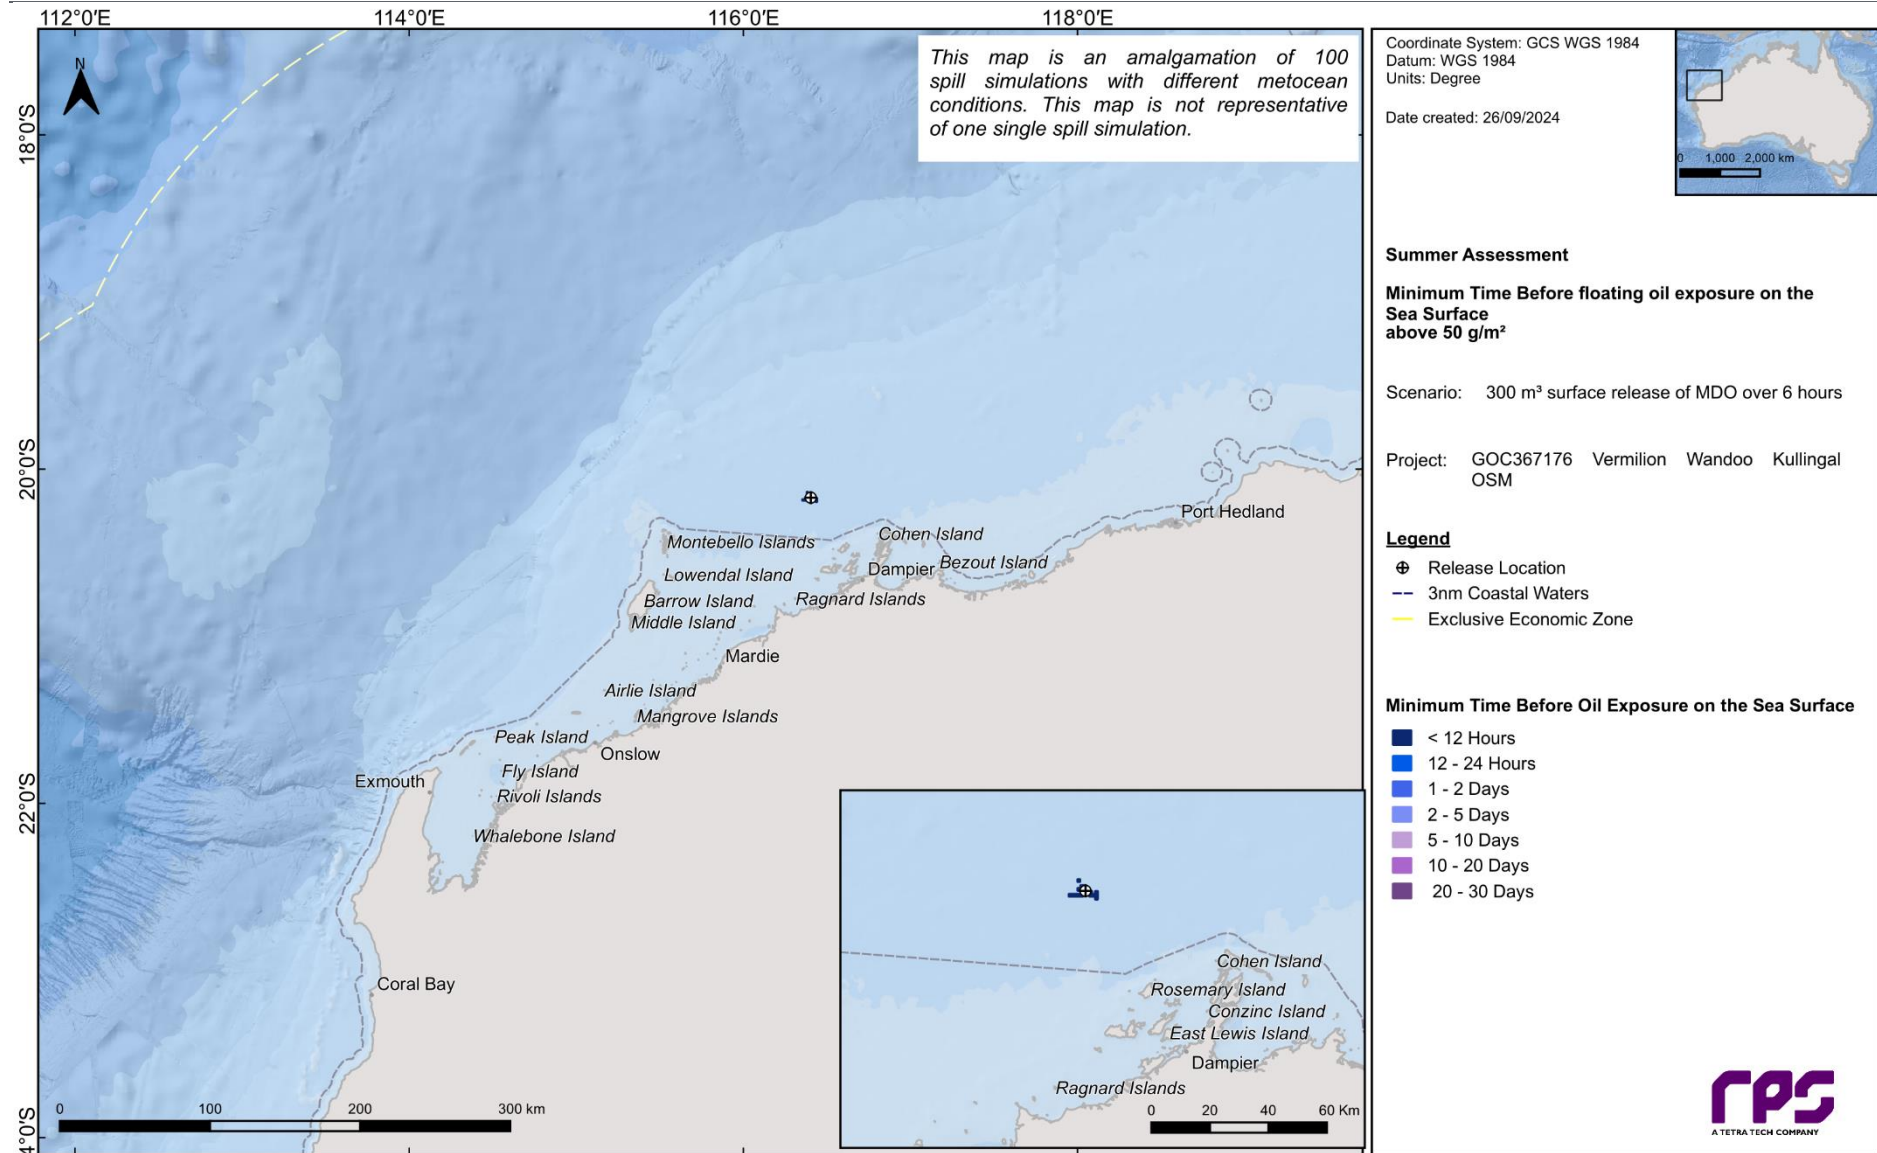 112°0'E 114°0'E 116°0'E 118°0'E
18°0'S
20°0'S
22°0'S
4°0'S
N
This map is an amalgamation of 100
spill simulations with different metocean
conditions. This map is not representative
of one single spill simulation.
Port Hedland
Cohen Island
Montebello Islands
Bezout Island
Dampier
Lowendal Island
Ragnard Islands
Barrow Island
Middle Island
Mardie
Airlie Island
Mangrove Islands
Peak Island
Onslow
Fly Island
Exmouth
Rivoli Islands
Whalebone Island
Coral Bay
0 100 200 300 km
Cohen Island
Rosemary Island
Conzinc Island
East Lewis Island
Dampier
Ragnard Islands
0 20 40 60 Km
Coordinate System: GCS WGS 1984
Datum: WGS 1984
Units: Degree
Date created: 26/09/2024
0 1,000 2,000 km
Summer Assessment
Minimum Time Before floating oil exposure on the
Sea Surface
above 50 g/m²
Scenario: 300 m³ surface release of MDO over 6 hours
Project: GOC367176 Vermilion Wandoo Kullingal
OSM
Legend
Release Location
3nm Coastal Waters
Exclusive Economic Zone
Minimum Time Before Oil Exposure on the Sea Surface
< 12 Hours
12 - 24 Hours
1 - 2 Days
2 - 5 Days
5 - 10 Days
10 - 20 Days
20 - 30 Days
rps
A TETRA TECH COMPANY